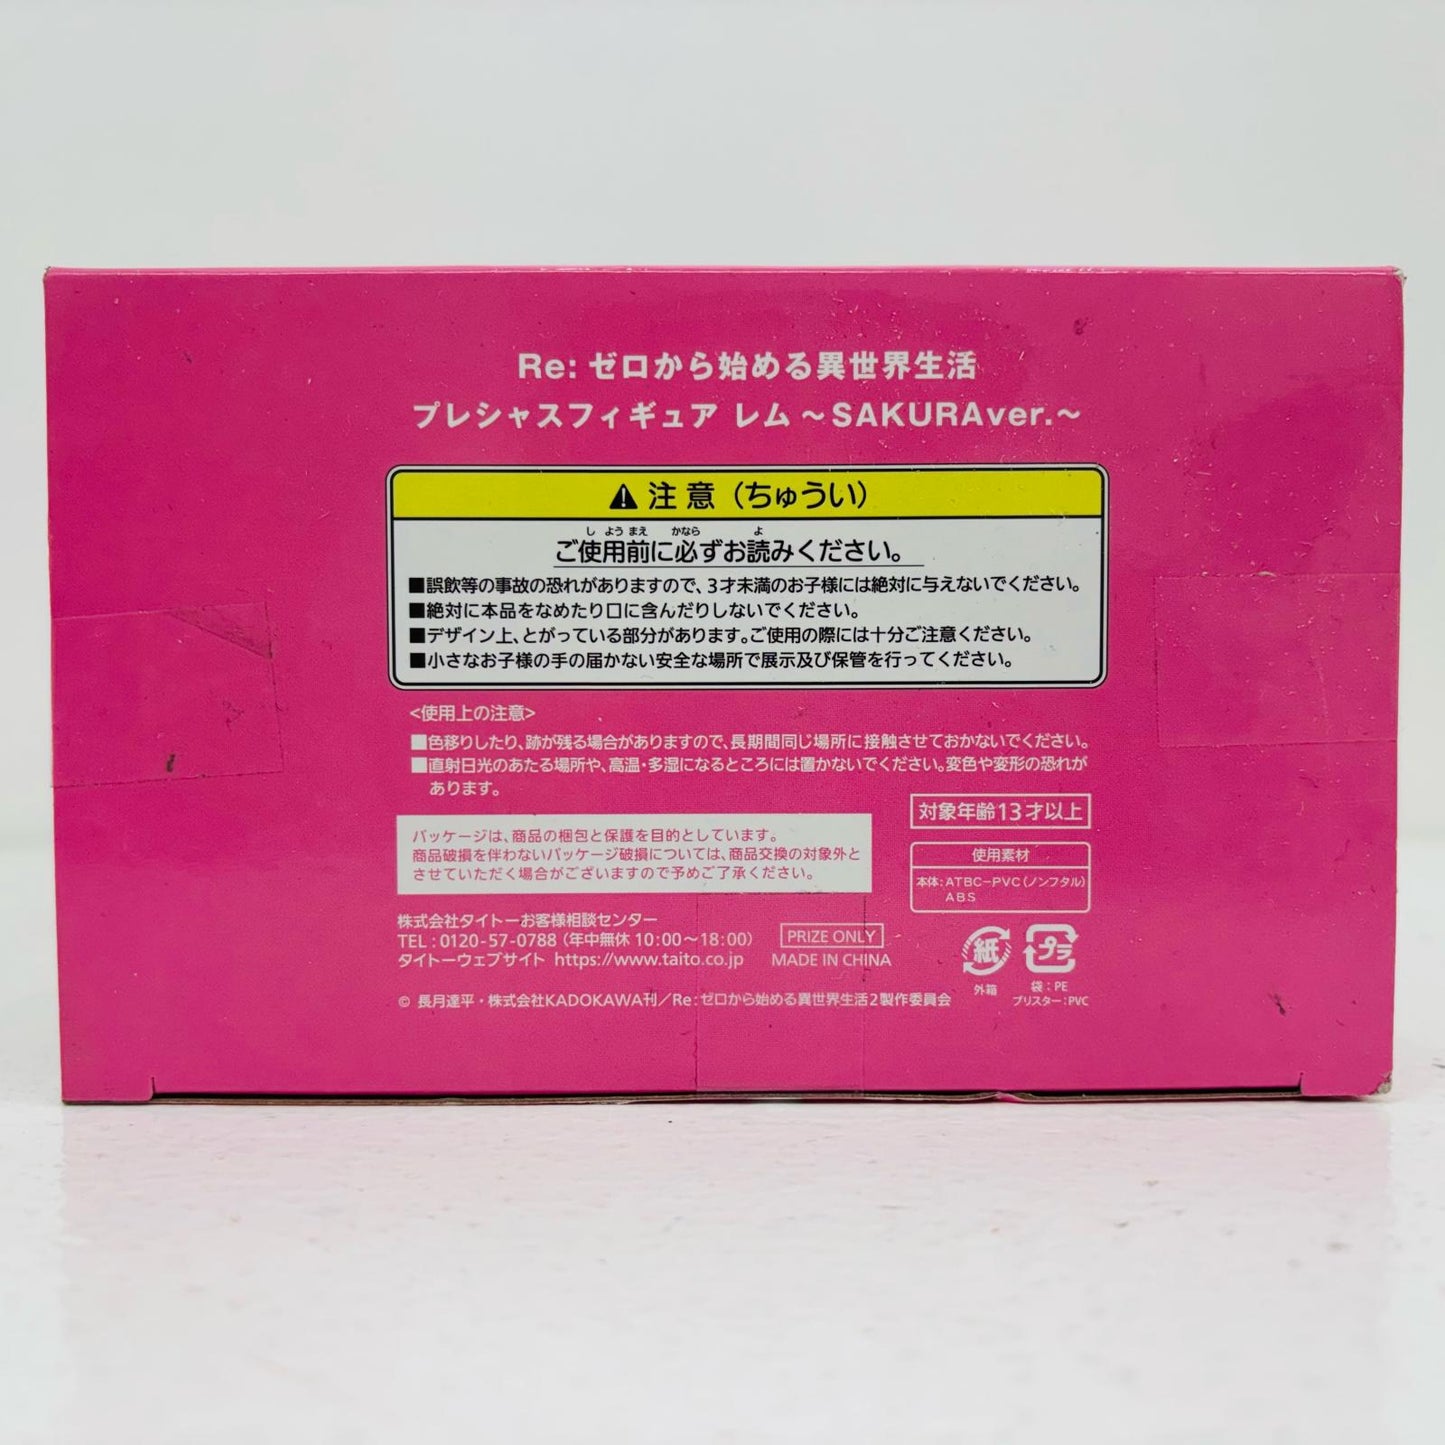 Re: ゼロから始める異世界生活
プレシャスフィギュア レム ～SAKURAver.～
注意（ちゅうい）
し よう まえ かなら よ
ご使用前に必ずお読みください。
■誤飲等の事故の恐れがありますので、3才未満のお子様には絶対に与えないでください。
■絶対に本品をなめたり口に含んだりしないでください。
■デザイン上、とがっている部分があります。ご使用の際には十分ご注意ください。
■小さなお子様の手の届かない安全な場所で展示及び保管を行ってください。
<使用上の注意>
■色移りしたり、跡が残る場合がありますので、長期間同じ場所に接触させておかないでください。
■直射日光のあたる場所や、高温・多湿になるところには置かないでください。変色や変形の恐れが
あります。
対象年齢13才以上
パッケージは、商品の梱包と保護を目的としています。
商品破損を伴わないパッケージ破損については、商品交換の対象外と
させていただく場合がございますので予めご了承ください。
使用素材
本体：ATBC-PVC（ノンフタル）
ABS
株式会社タイトーお客様相談センター
TEL：0120-57-0788（年中無休 10:00～18:00）
タイトーウェブサイト https://www.taito.co.jp
PRIZE ONLY
MADE IN CHINA
紙
外箱
プラ
袋：PE
ブリスター：PVC
© 長月達平・株式会社KADOKAWA刊／Re：ゼロから始める異世界生活2製作委員会